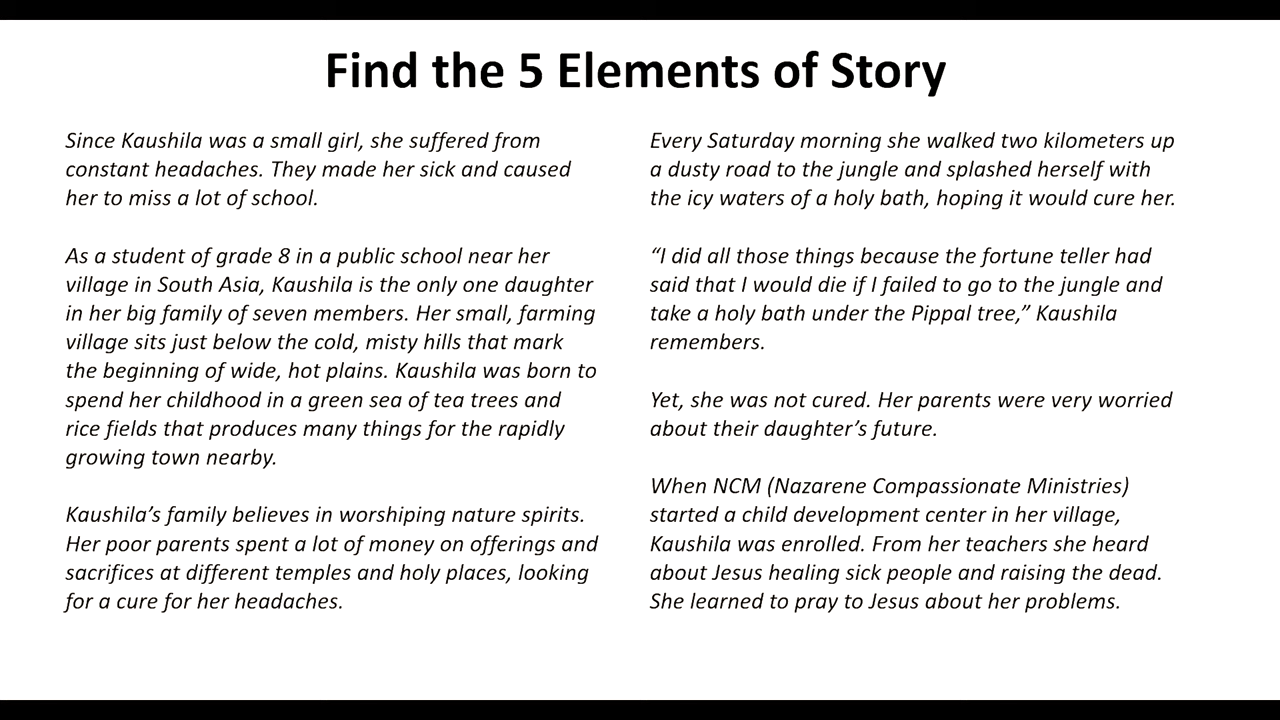 Find the 5 Elements of Story
Since Kaushila was a small girl, she suffered from
constant headaches. They made her sick and caused
her to miss a lot of school.
As a student of grade 8 in a public school near her
village in South Asia, Kaushila is the only one daughter
in her big family of seven members. Her small, farming
village sits just below the cold, misty hills that mark
the beginning of wide, hot plains. Kaushila was born to
spend her childhood in a green sea of tea trees and
rice fields that produces many things for the rapidly
growing town nearby.
Kaushila’s family believes in worshiping nature spirits.
Her poor parents spent a lot of money on offerings and
sacrifices at different temples and holy places, looking
for a cure for her headaches.
Every Saturday morning she walked two kilometers up
a dusty road to the jungle and splashed herself with
the icy waters of a holy bath, hoping it would cure her.
“I did all those things because the fortune teller had
said that I would die if I failed to go to the jungle and
take a holy bath under the Pippal tree,” Kaushila
remembers.
Yet, she was not cured. Her parents were very worried
about their daughter’s future.
When NCM (Nazarene Compassionate Ministries)
started a child development center in her village,
Kaushila was enrolled. From her teachers she heard
about Jesus healing sick people and raising the dead.
She learned to pray to Jesus about her problems.